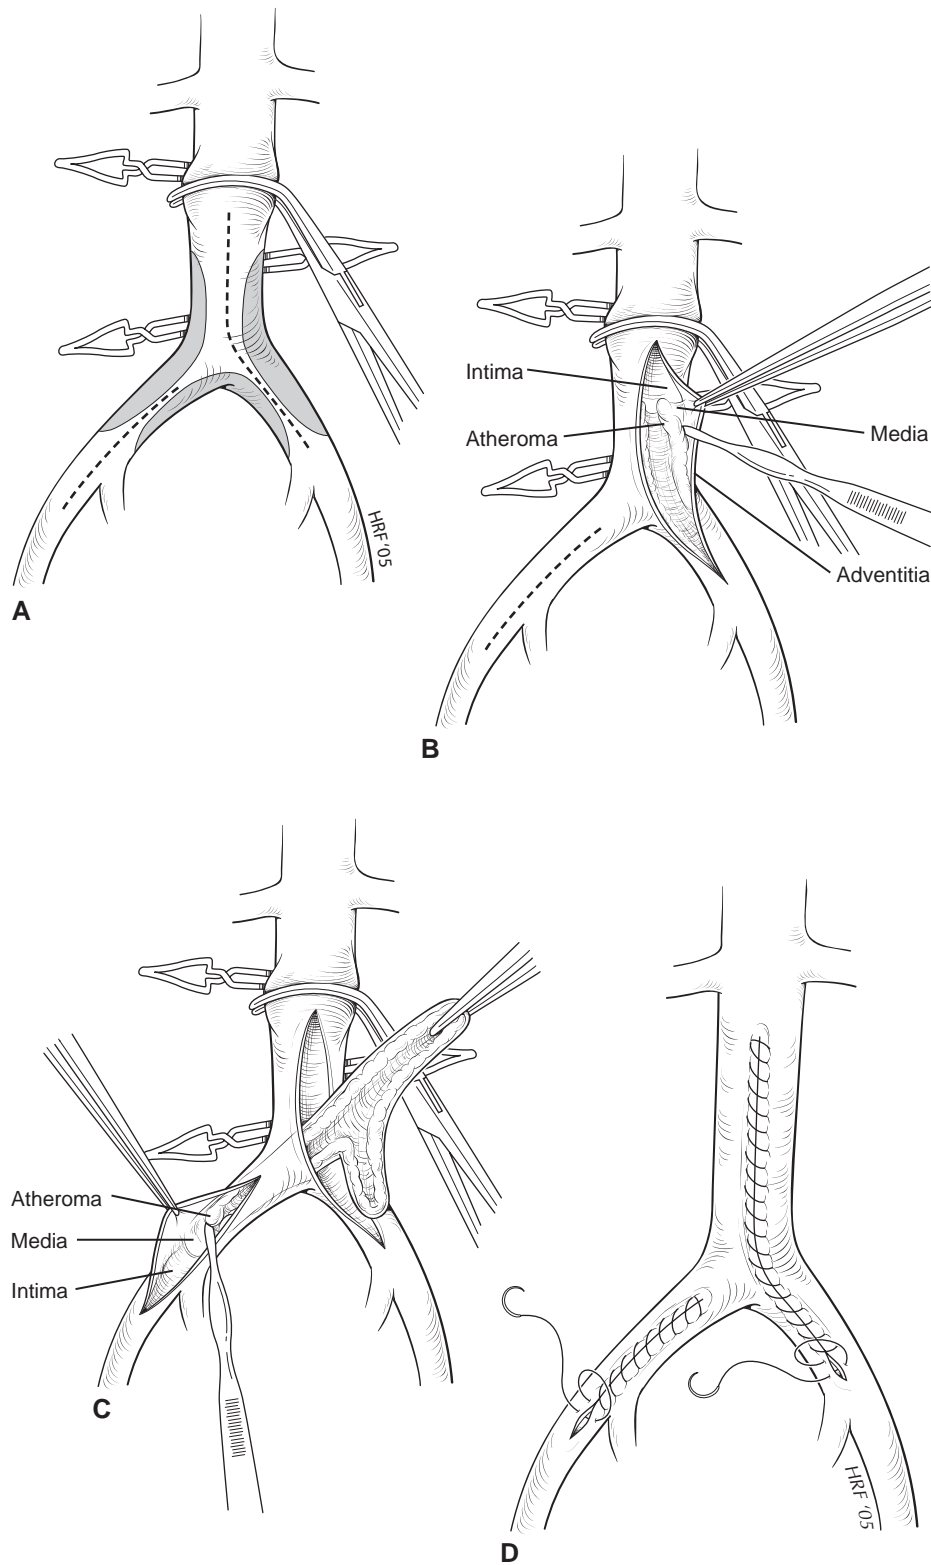 HRF '05
A
Intima
Atheroma
Media
Adventitia
B
Atheroma
Media
Intima
C
HRF '05
D